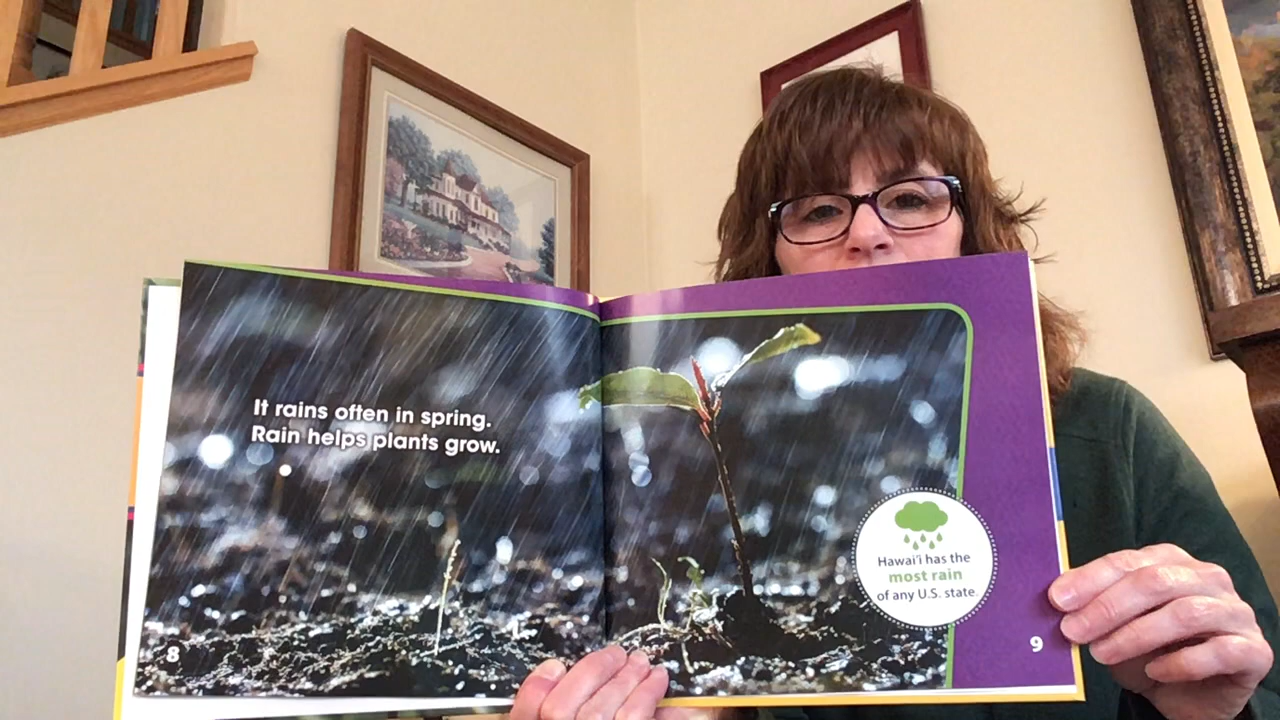 It rains often in spring.
Rain helps plants grow.
Hawai‘i has the
most rain
of any U.S. state.
8
9